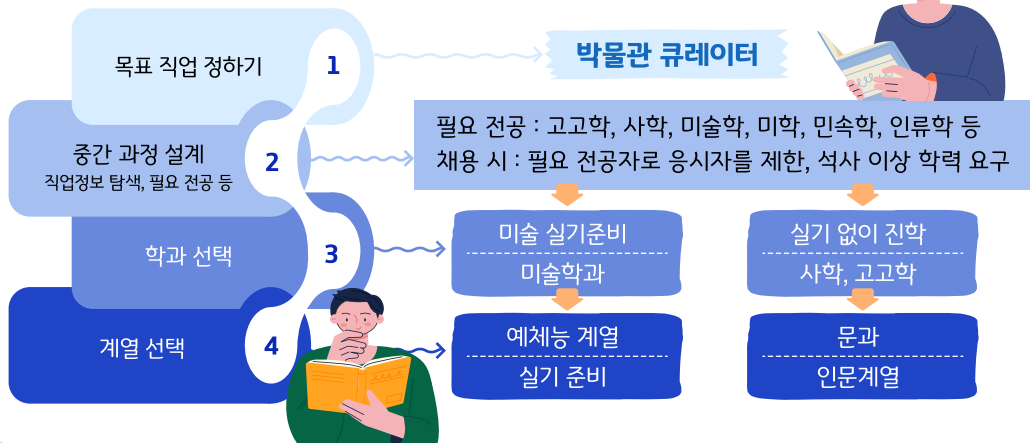 목표 직업 정하기
1
박물관 큐레이터
중간 과정 설계
직업정보 탐색, 필요 전공 등
2
필요 전공 : 고고학, 사학, 미술학, 미학, 민속학, 인류학 등
채용 시 : 필요 전공자로 응시자를 제한, 석사 이상 학력 요구
학과 선택
3
미술 실기준비
미술학과
실기 없이 진학
사학, 고고학
계열 선택
4
예체능 계열
실기 준비
문과
인문계열